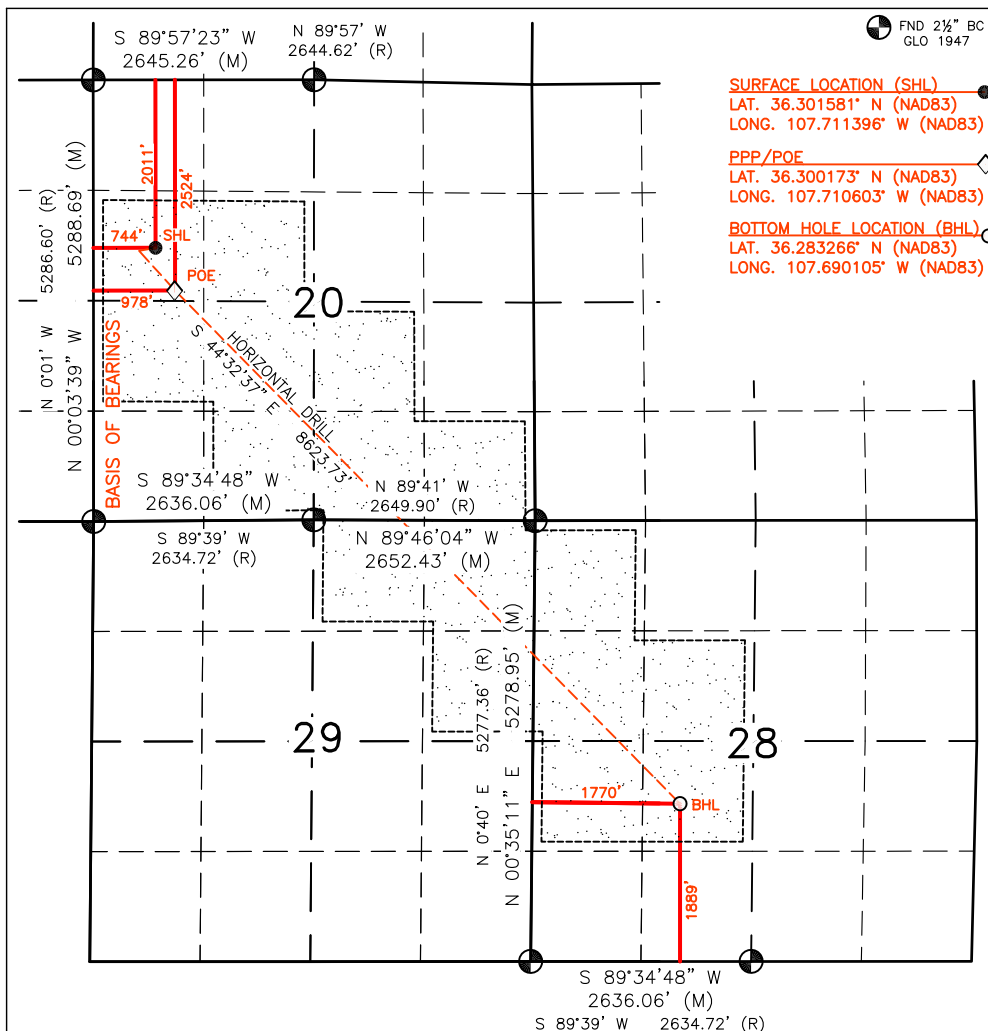 S 89°57'23" W
2645.26' (M)
N 89°57' W
2644.62' (R)
FND 2½" BC
GLO 1947
SURFACE LOCATION (SHL)
LAT. 36.301581° N (NAD83)
LONG. 107.711396° W (NAD83)
PPP/POE
LAT. 36.300173° N (NAD83)
LONG. 107.710603° W (NAD83)
BOTTOM HOLE LOCATION (BHL)
LAT. 36.283266° N (NAD83)
LONG. 107.690105° W (NAD83)
2011'
2524'
744'
SHL
POE
978'
N 0°01' W 5286.60' (R)
N 00°03'39" W 5288.69' (M)
BASIS OF BEARINGS
20
HORIZONTAL DRILL
S 44°32'37" E 8623.73'
S 89°34'48" W
2636.06' (M)
N 89°41' W
2649.90' (R)
S 89°39' W
2634.72' (R)
N 89°46'04" W
2652.43' (M)
N 0°40' E 5277.36' (R)
N 00°35'11" E 5278.95' (M)
29
28
1770'
BHL
1889'
S 89°34'48" W
2636.06' (M)
S 89°39' W 2634.72' (R)